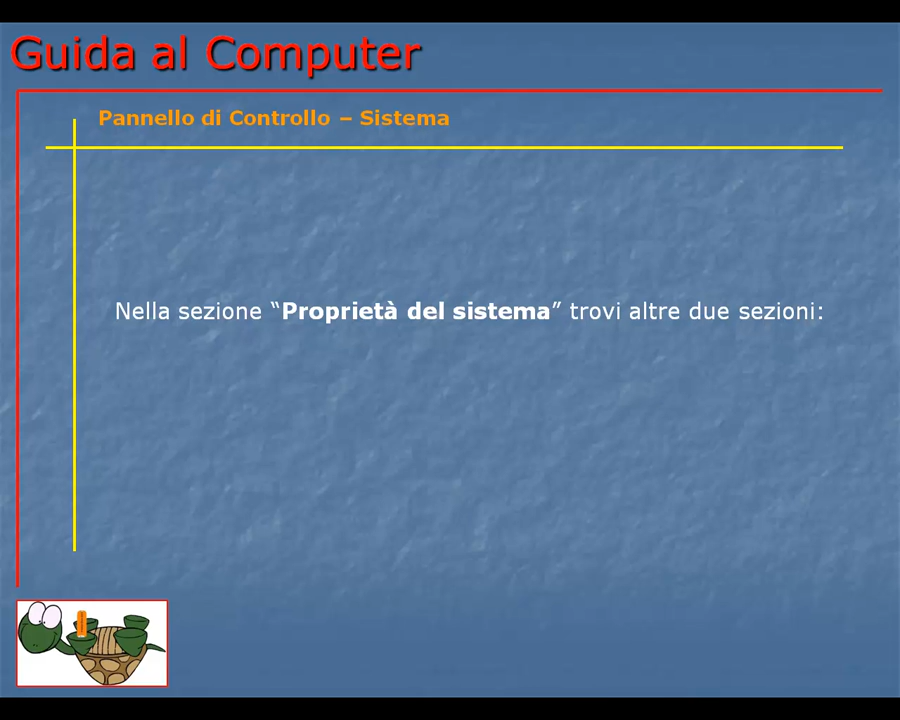 Guida al Computer
Pannello di Controllo – Sistema
Nella sezione “Proprietà del sistema” trovi altre due sezioni: